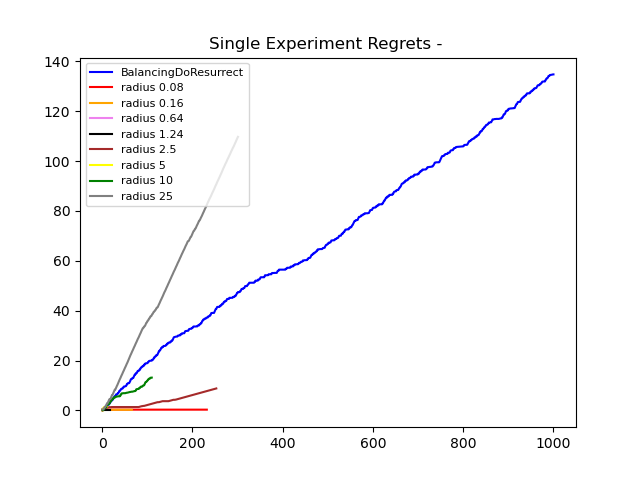 Single Experiment Regrets -
140
120
100
80
60
40
20
0
BalancingDoResurrect
radius 0.08
radius 0.16
radius 0.64
radius 1.24
radius 2.5
radius 5
radius 10
radius 25
0 200 400 600 800 1000